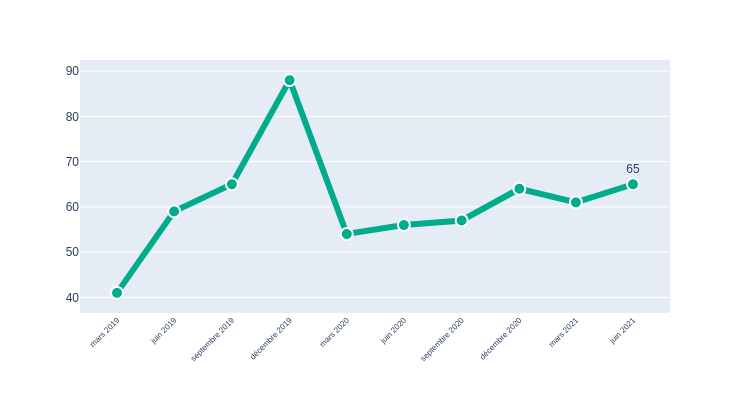 90
80
70
60
50
40
65
mars 2019
juin 2019
septembre 2019
décembre 2019
mars 2020
juin 2020
septembre 2020
décembre 2020
mars 2021
juin 2021